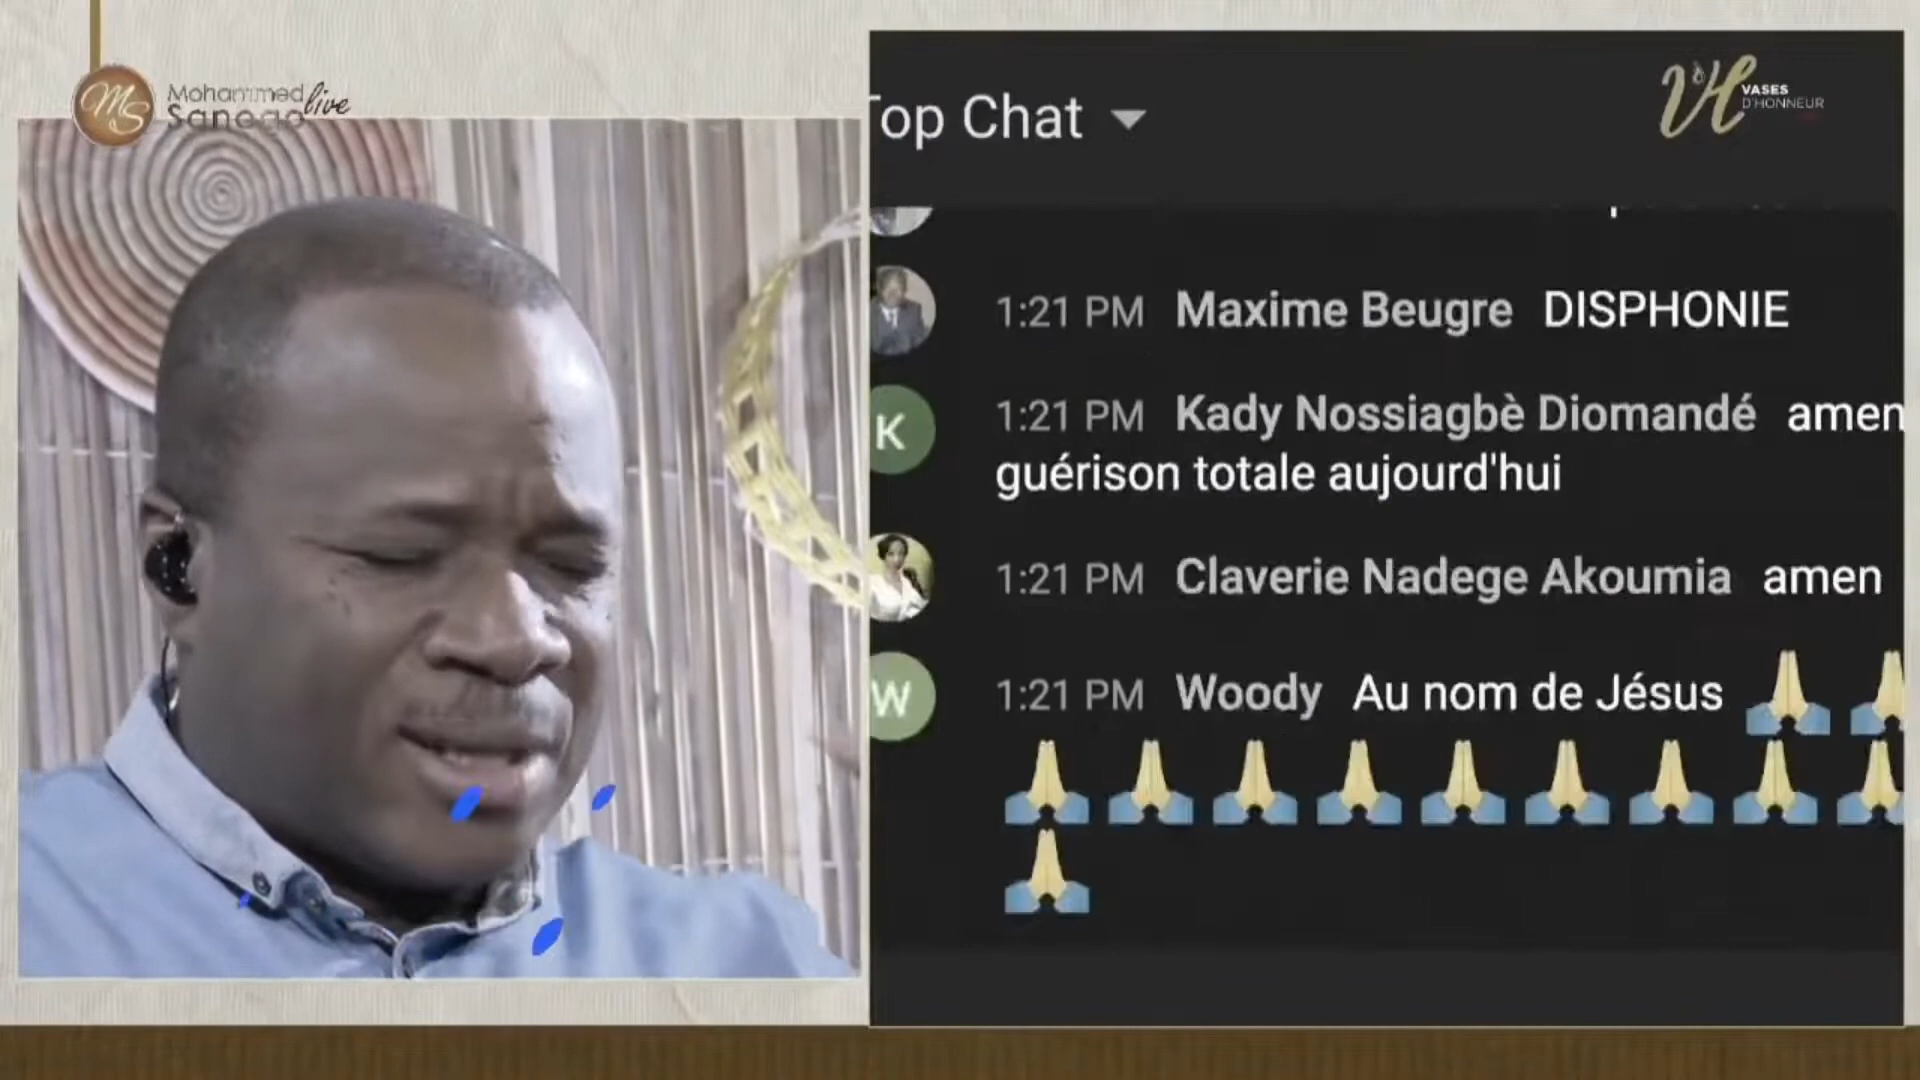 MS
Mohammed live
Sanogo
Top Chat
VH VASES
D'HONNEUR
1:21 PM Maxime Beugre DISPHONIE
K
1:21 PM Kady Nossiagbè Diomandé amen
guérison totale aujourd'hui
1:21 PM Claverie Nadege Akoumia amen
W
1:21 PM Woody Au nom de Jésus 🙏🙏
🙏🙏🙏🙏🙏🙏🙏🙏🙏
🙏